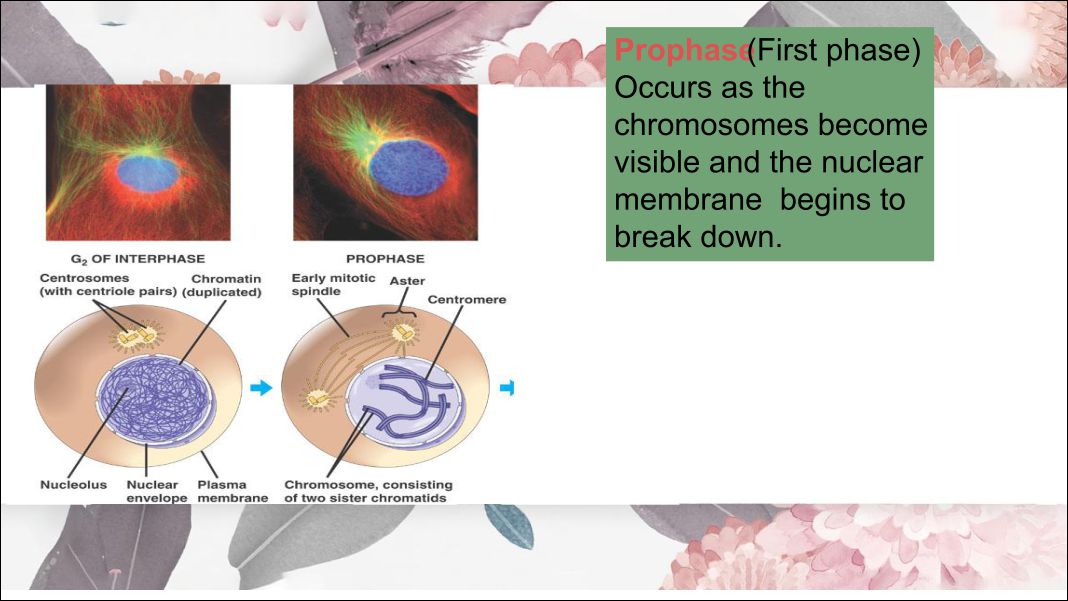 Prophase(First phase)
Occurs as the
chromosomes become
visible and the nuclear
membrane  begins to
break down.
G₂ OF INTERPHASE
PROPHASE
Centrosomes
(with centriole pairs)
Chromatin
(duplicated)
Early mitotic
spindle
Aster
Centromere
Nucleolus
Nuclear
envelope
Plasma
membrane
Chromosome, consisting
of two sister chromatids